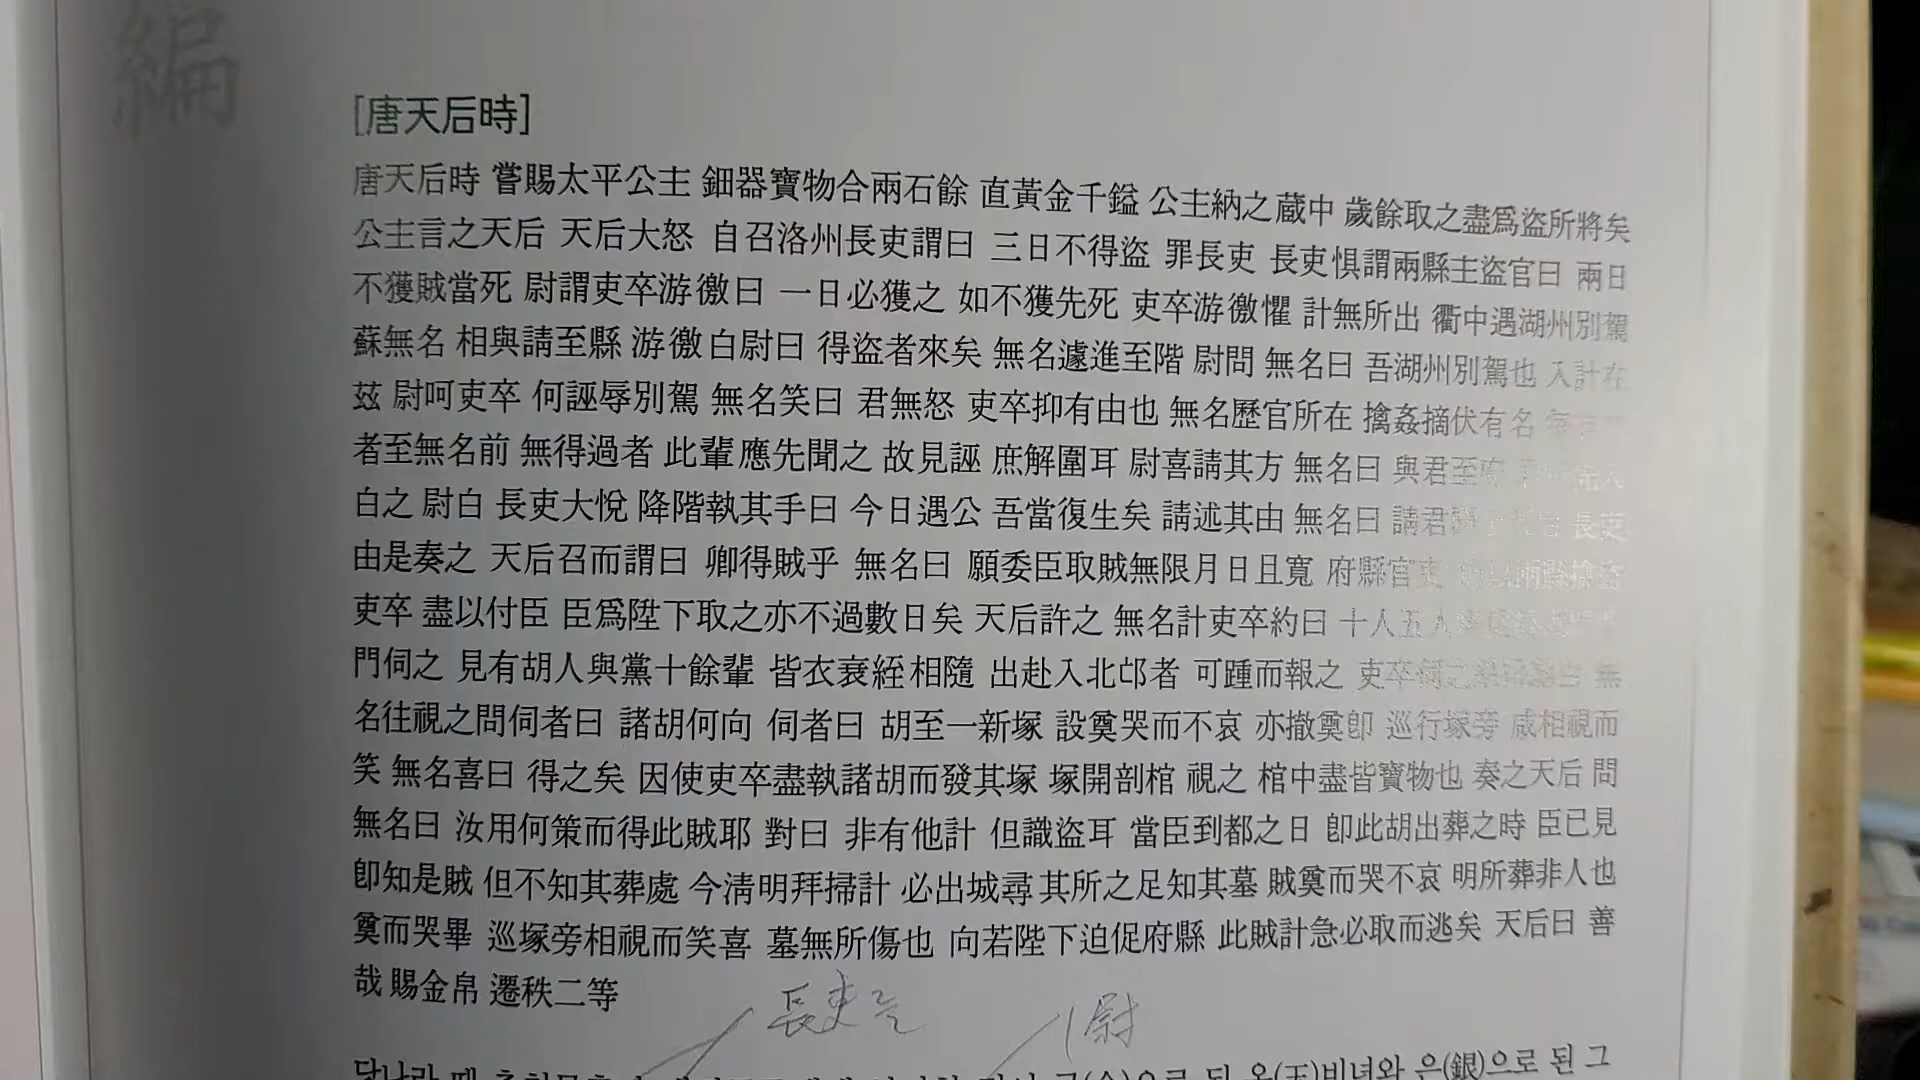 編
[唐天后時]
唐天后時 嘗賜太平公主 鈿器寶物合兩石餘 直黃金千鎰 公主納之蔵中 歲餘取之盡爲盜所將矣
公主言之天后 天后大怒 自召洛州長吏謂曰 三日不得盜 罪長吏 長吏惧謂兩縣主盜官曰 兩日
不獲賊當死 尉謂吏卒游徼曰 一日必獲之 如不獲先死 吏卒游徼懼 計無所出 衢中遇湖州別駕
蘇無名 相與請至縣 游徼白尉曰 得盜者來矣 無名遽進至階 尉問 無名曰 吾湖州別駕也 入計在
玆 尉呵吏卒 何誣辱別駕 無名笑曰 君無怒 吏卒抑有由也 無名歷官所在 擒姦摘伏有名
者至無名前 無得過者 此輩應先聞之 故見誣 庶解圍耳 尉喜請其方 無名曰 與君至府
白之 尉白 長吏大悅 降階執其手曰 今日遇公 吾當復生矣 請述其由 無名曰 請君 長吏
由是奏之 天后召而謂曰 卿得賊乎 無名曰 願委臣取賊無限月日且寬 府縣官吏 兩縣擒盜
吏卒 盡以付臣 臣爲陛下取之亦不過數日矣 天后許之 無名計吏卒約曰 十人五人
門伺之 見有胡人與黨十餘輩 皆衣衰絰相隨 出赴入北邙者 可踵而報之 吏卒伺之 無
名往視之問伺者曰 諸胡何向 伺者曰 胡至一新塚 設奠哭而不哀 亦撤奠卽 巡行塚旁 咸相視而
笑 無名喜曰 得之矣 因使吏卒盡執諸胡而發其塚 塚開剖棺 視之 棺中盡皆寶物也 奏之天后 問
無名曰 汝用何策而得此賊耶 對曰 非有他計 但識盜耳 當臣到都之日 卽此胡出葬之時 臣已見
卽知是賊 但不知其葬處 今淸明拜掃計 必出城尋其所之足知其墓 賊奠而哭不哀 明所葬非人也
奠而哭畢 巡塚旁相視而笑喜 墓無所傷也 向若陛下迫促府縣 此賊計急必取而逃矣 天后曰 善
哉 賜金帛 遷秩二等
長吏는 尉